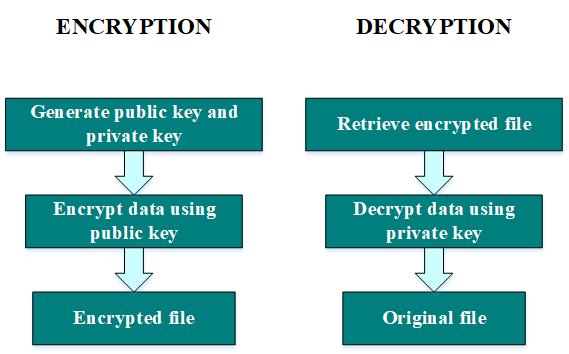 ENCRYPTION
Generate public key and
private key
Encrypt data using
public key
Encrypted file
DECRYPTION
Retrieve encrypted file
Decrypt data using
private key
Original file